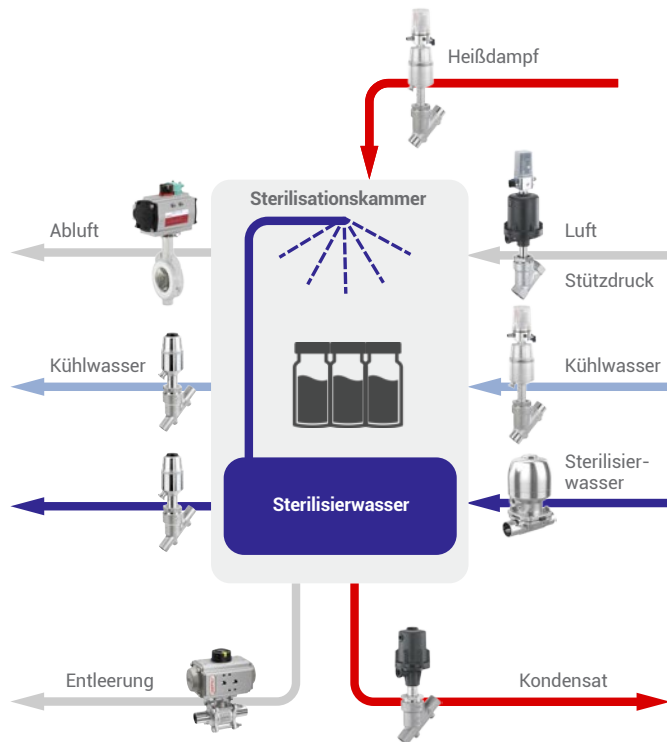 Heißdampf
Sterilisationskammer
Abluft
Luft
Stützdruck
Kühlwasser
Kühlwasser
Sterilisier-
wasser
Sterilisierwasser
Entleerung
Kondensat